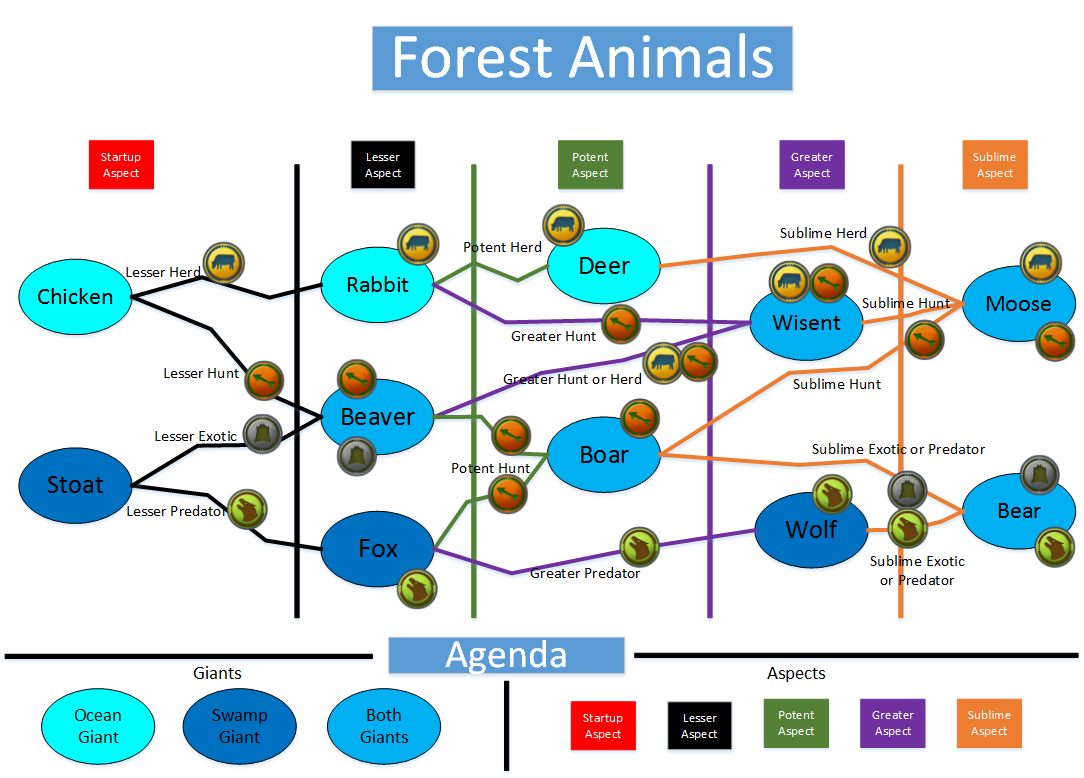 Forest Animals
Startup
Aspect
Lesser
Aspect
Potent
Aspect
Greater
Aspect
Sublime
Aspect
Sublime Herd
Potent Herd
Lesser Herd
Chicken
Rabbit
Deer
Wisent
Sublime Hunt
Moose
Greater Hunt
Lesser Hunt
Greater Hunt or Herd
Sublime Hunt
Beaver
Lesser Exotic
Boar
Sublime Exotic or Predator
Potent Hunt
Stoat
Lesser Predator
Fox
Wolf
Bear
Greater Predator
Sublime Exotic
or Predator
Agenda
Giants
Aspects
Ocean
Giant
Swamp
Giant
Both
Giants
Startup
Aspect
Lesser
Aspect
Potent
Aspect
Greater
Aspect
Sublime
Aspect